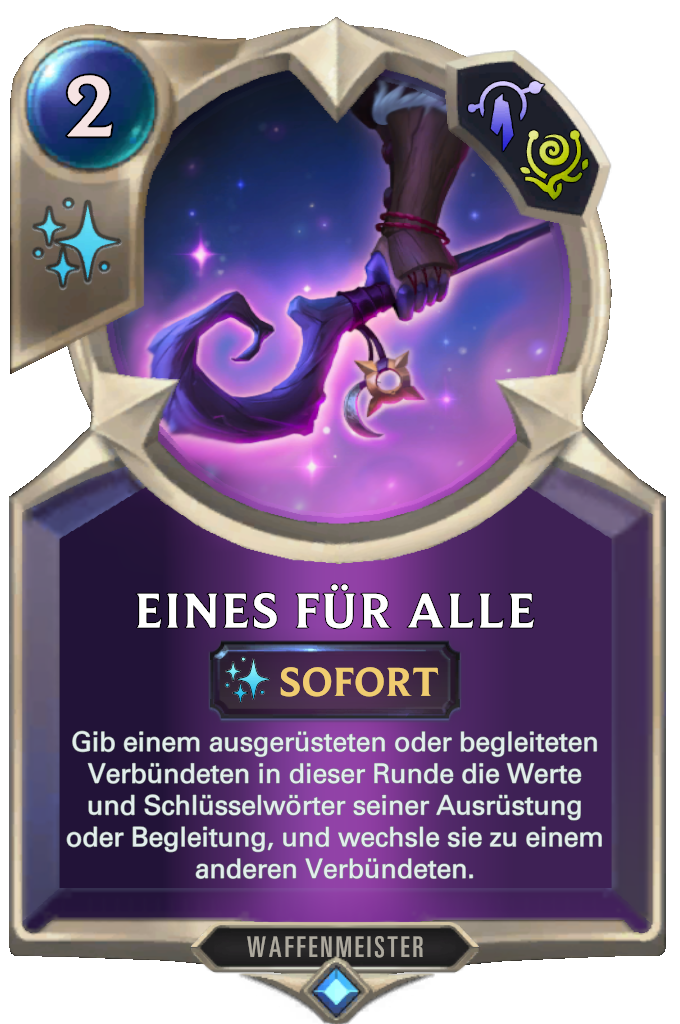 2
EINES FÜR ALLE
SOFORT
Gib einem ausgerüsteten oder begleiteten
Verbündeten in dieser Runde die Werte
und Schlüsselwörter seiner Ausrüstung
oder Begleitung, und wechsle sie zu einem
anderen Verbündeten.
WAFFENMEISTER